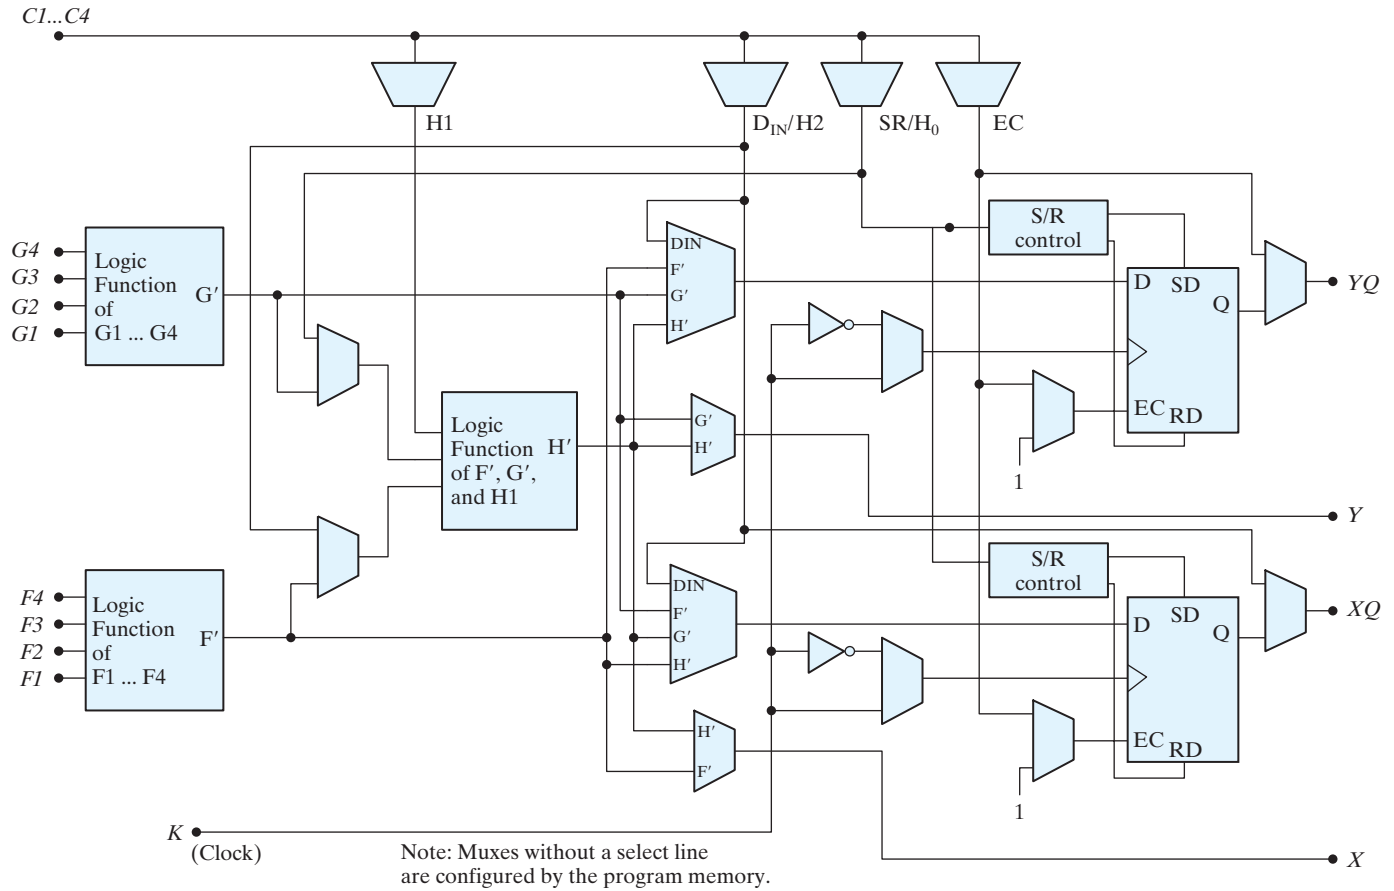 C1...C4
H1
D_IN/H2
SR/H_0
EC
G4
G3
G2
G1
Logic
Function
of
G1 ... G4
G′
DIN
F′
G′
H′
S/R
control
D
SD
Q
EC
RD
YQ
1
Logic
Function
of F′, G′,
and H1
H′
G′
H′
Y
F4
F3
F2
F1
Logic
Function
of
F1 ... F4
F′
DIN
F′
G′
H′
S/R
control
D
SD
Q
EC
RD
XQ
1
H′
F′
K
(Clock)
Note: Muxes without a select line
are configured by the program memory.
X